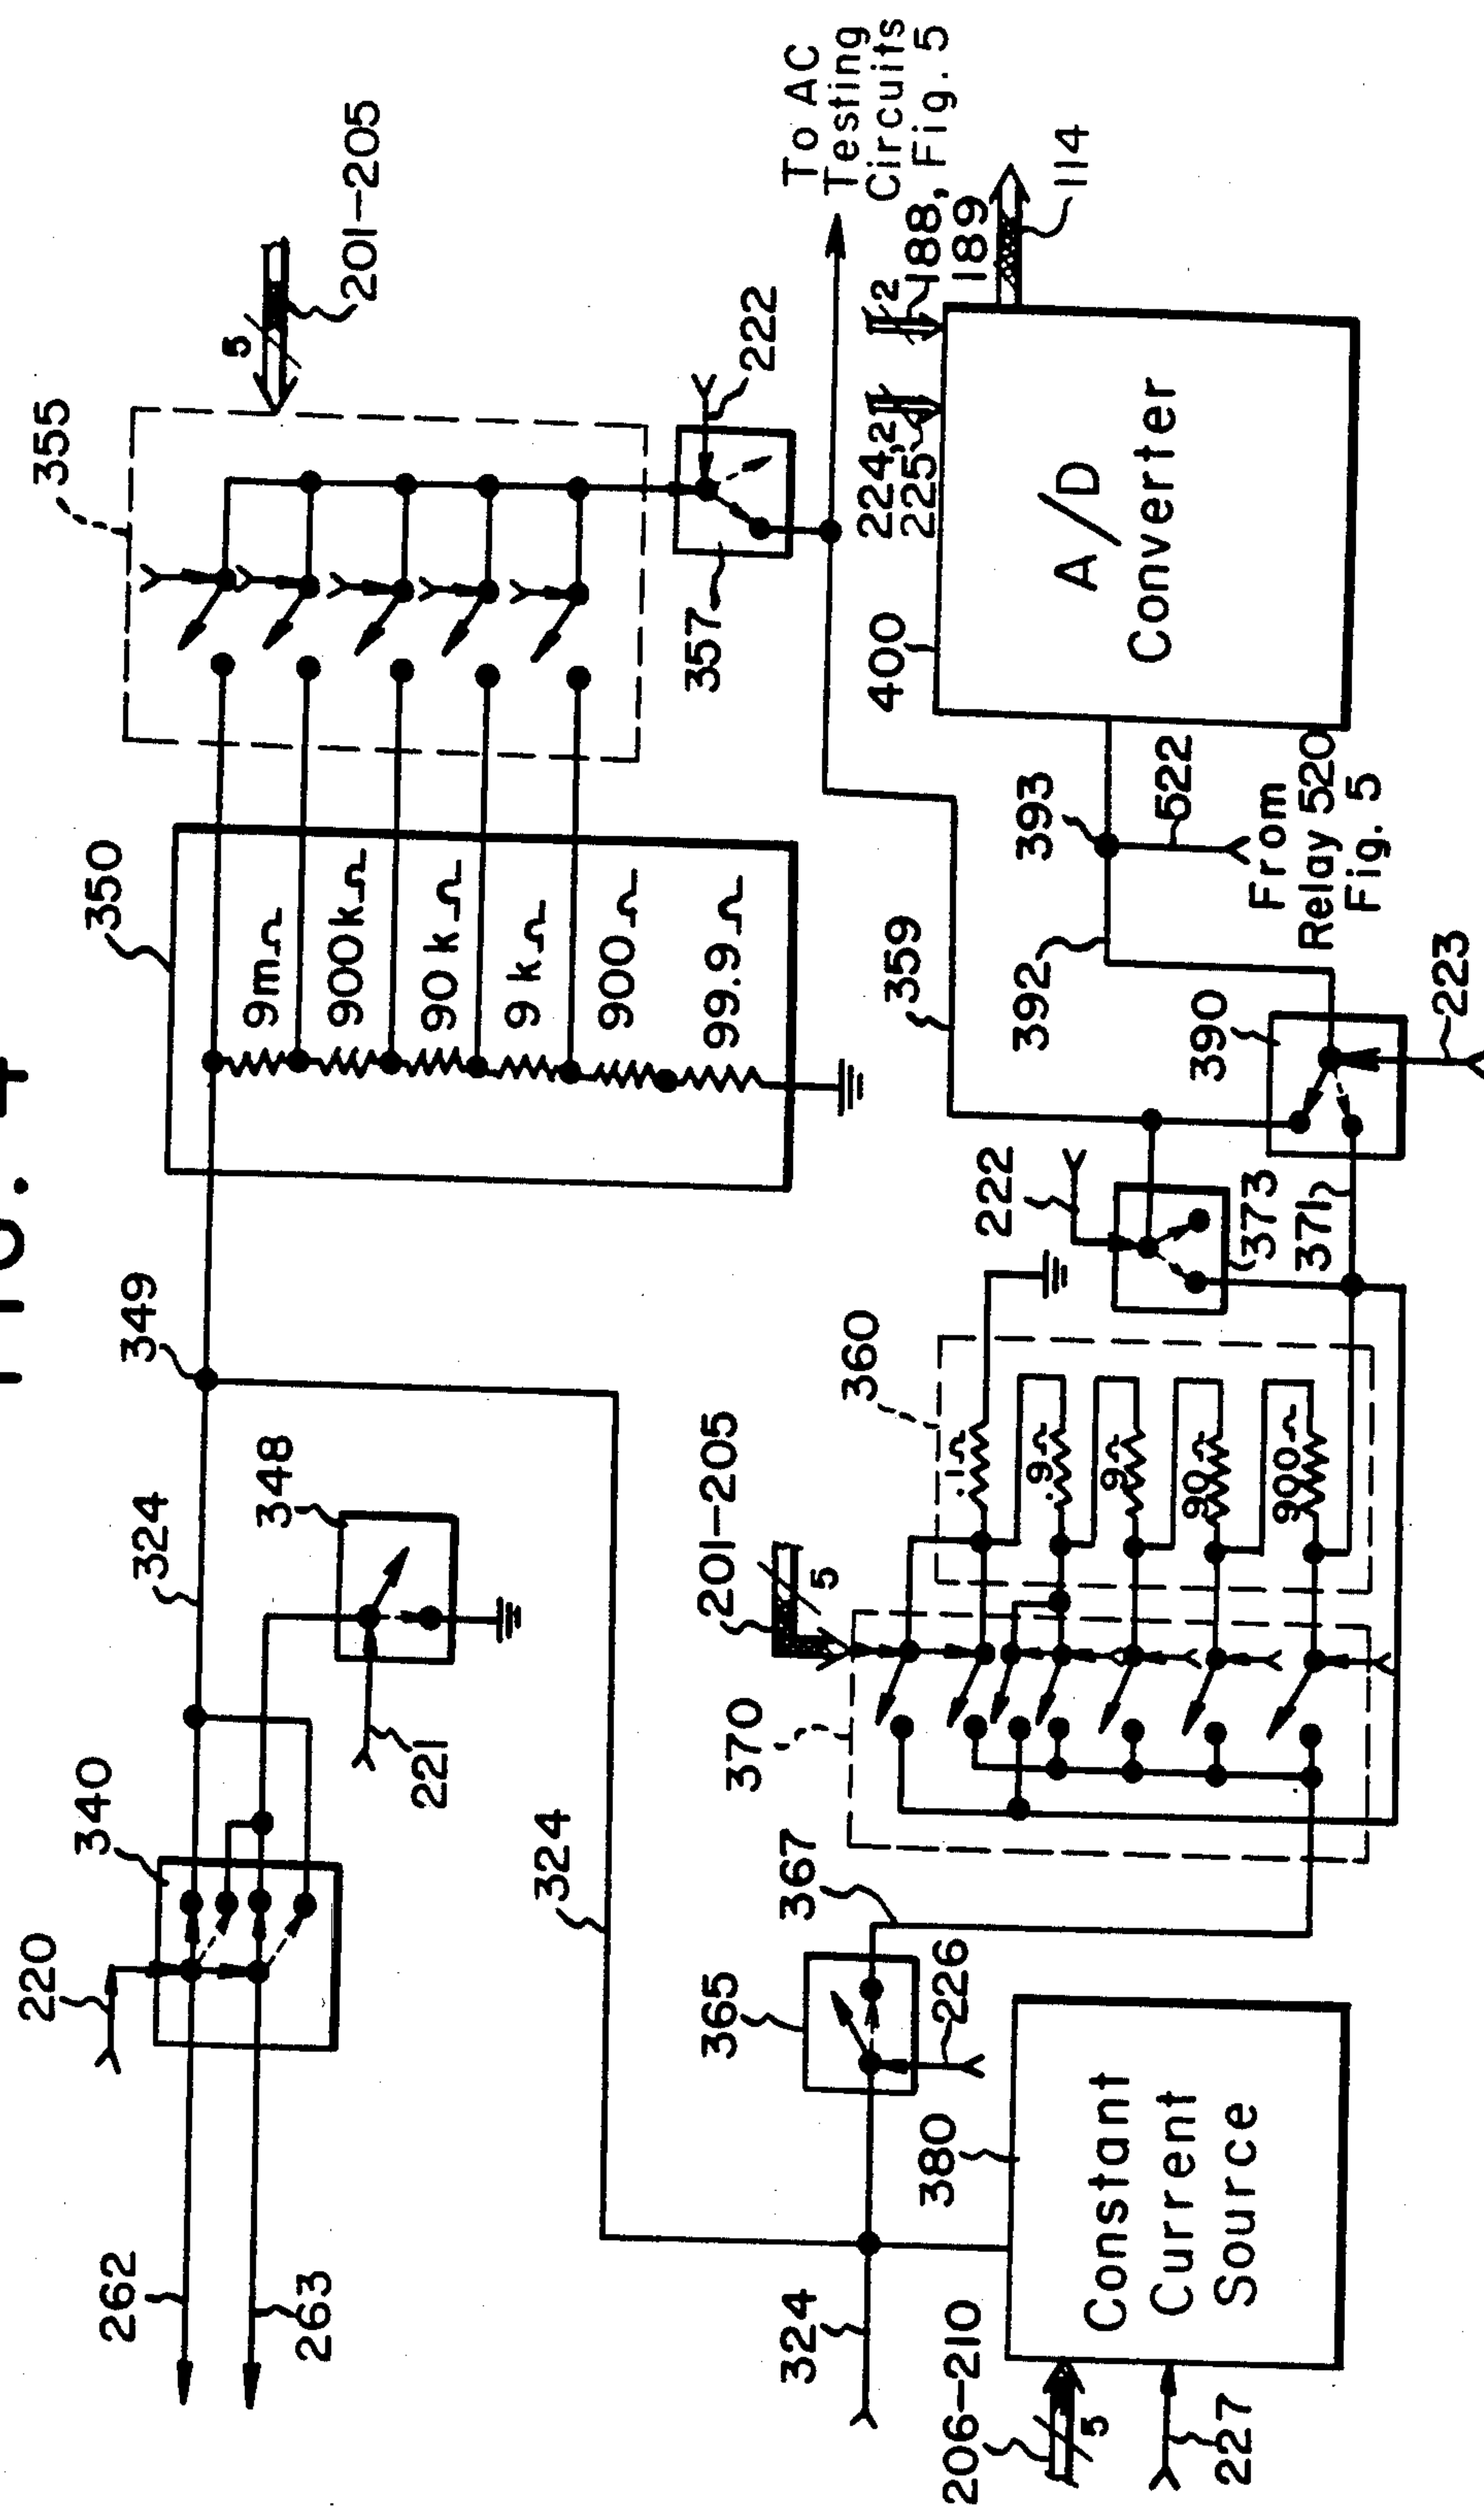 355
5
201-205
350
9mΩ
900kΩ
90kΩ
9kΩ
900Ω
99.9Ω
357
222
To AC
Testing
Circuits
188, Fig. 5
189
2
224,
225
2
114
400
A/D
Converter
349
324
348
340
220
221
262
263
359
393
392
522
From
Relay 520
Fig. 5
390
223
222
373
371
360
.1Ω
.9Ω
9Ω
90Ω
900Ω
201-205
5
370
324
367
365
226
380
Constant
Current
Source
324
206-210
5
227